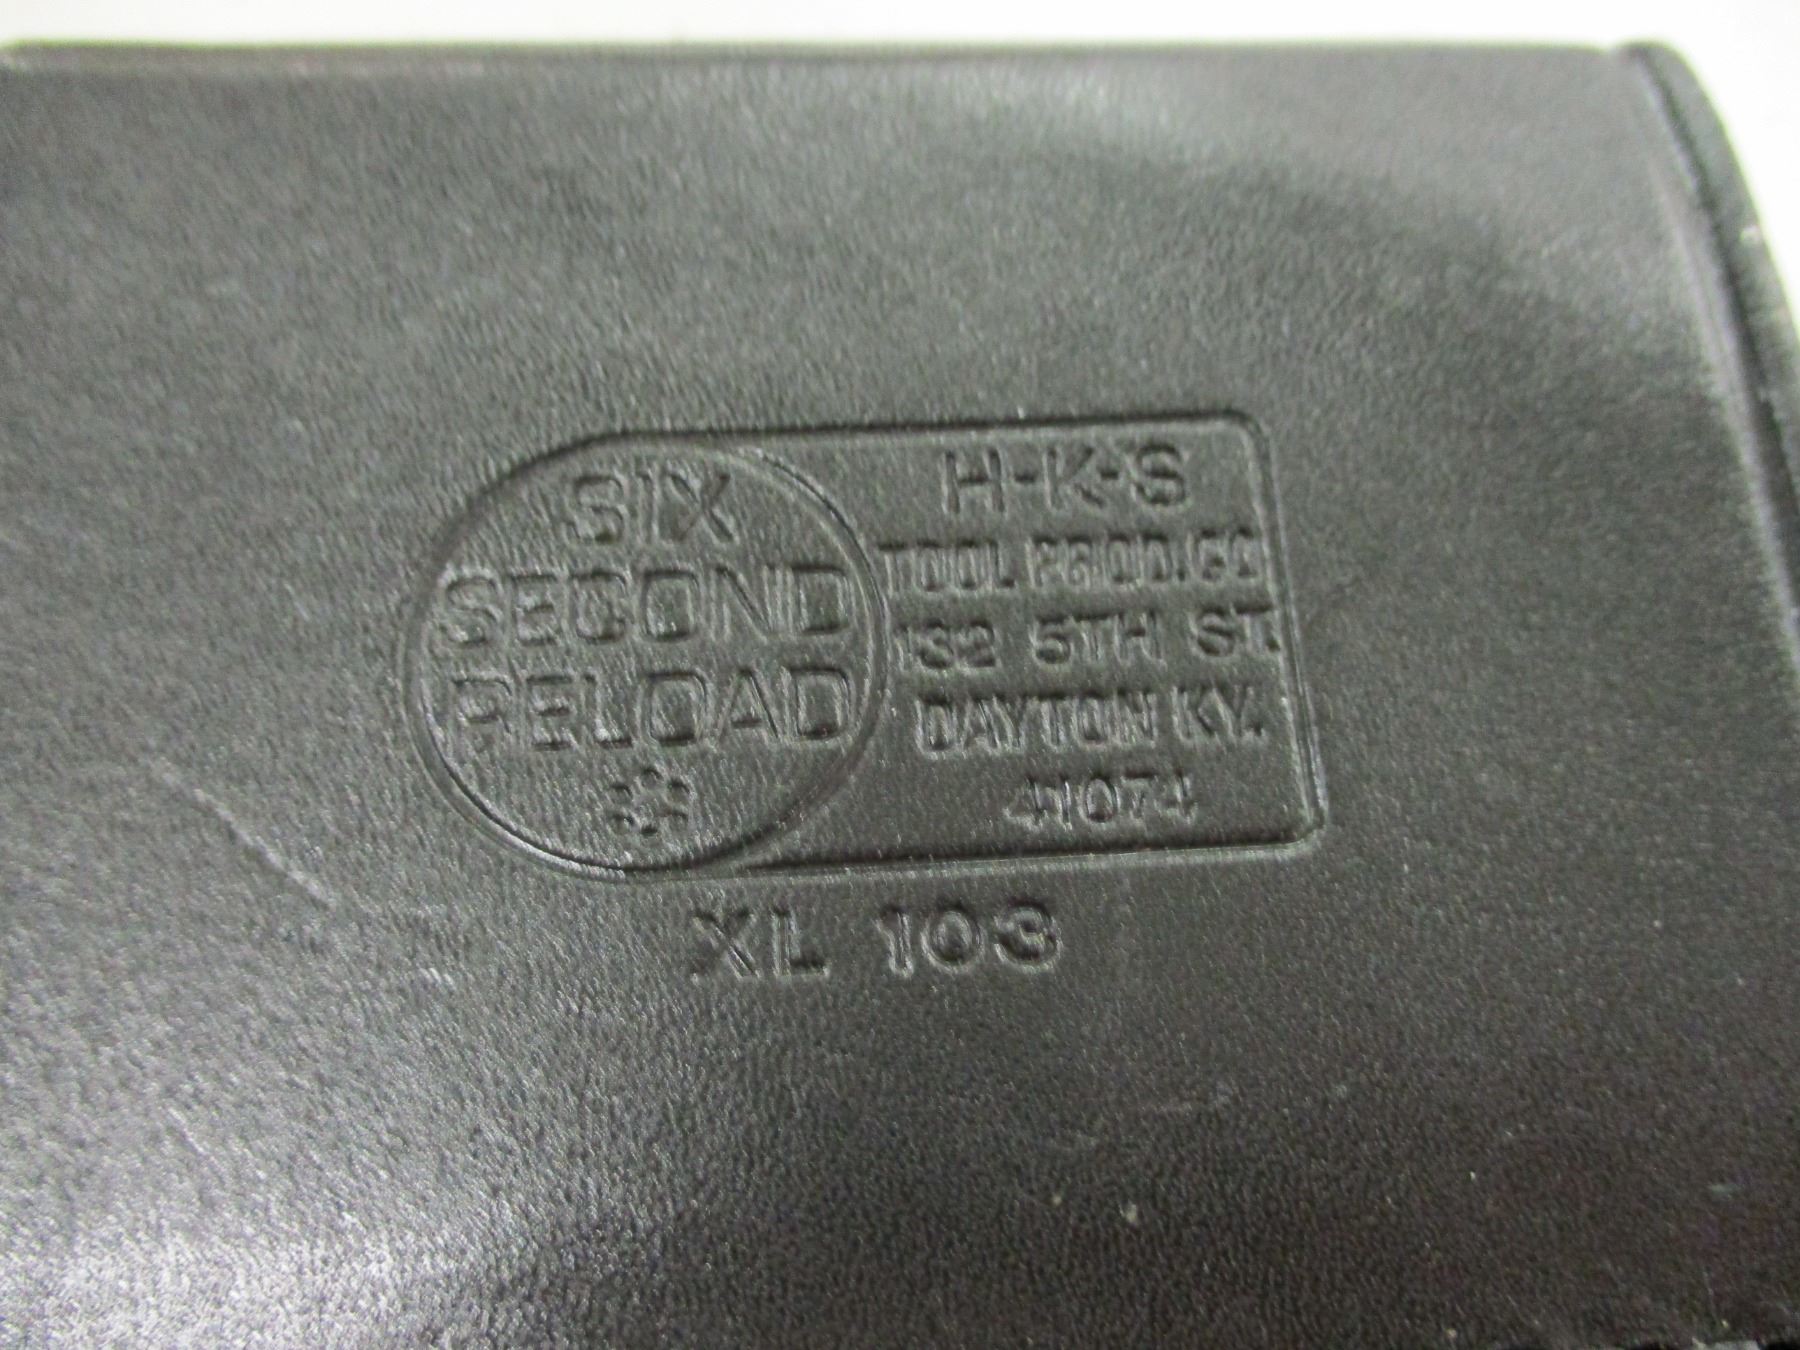 SIX
SECOND
RELOAD
H-K-S
TOOL PROD. CO
132 5TH ST.
DAYTON KY.
41074
XL 103